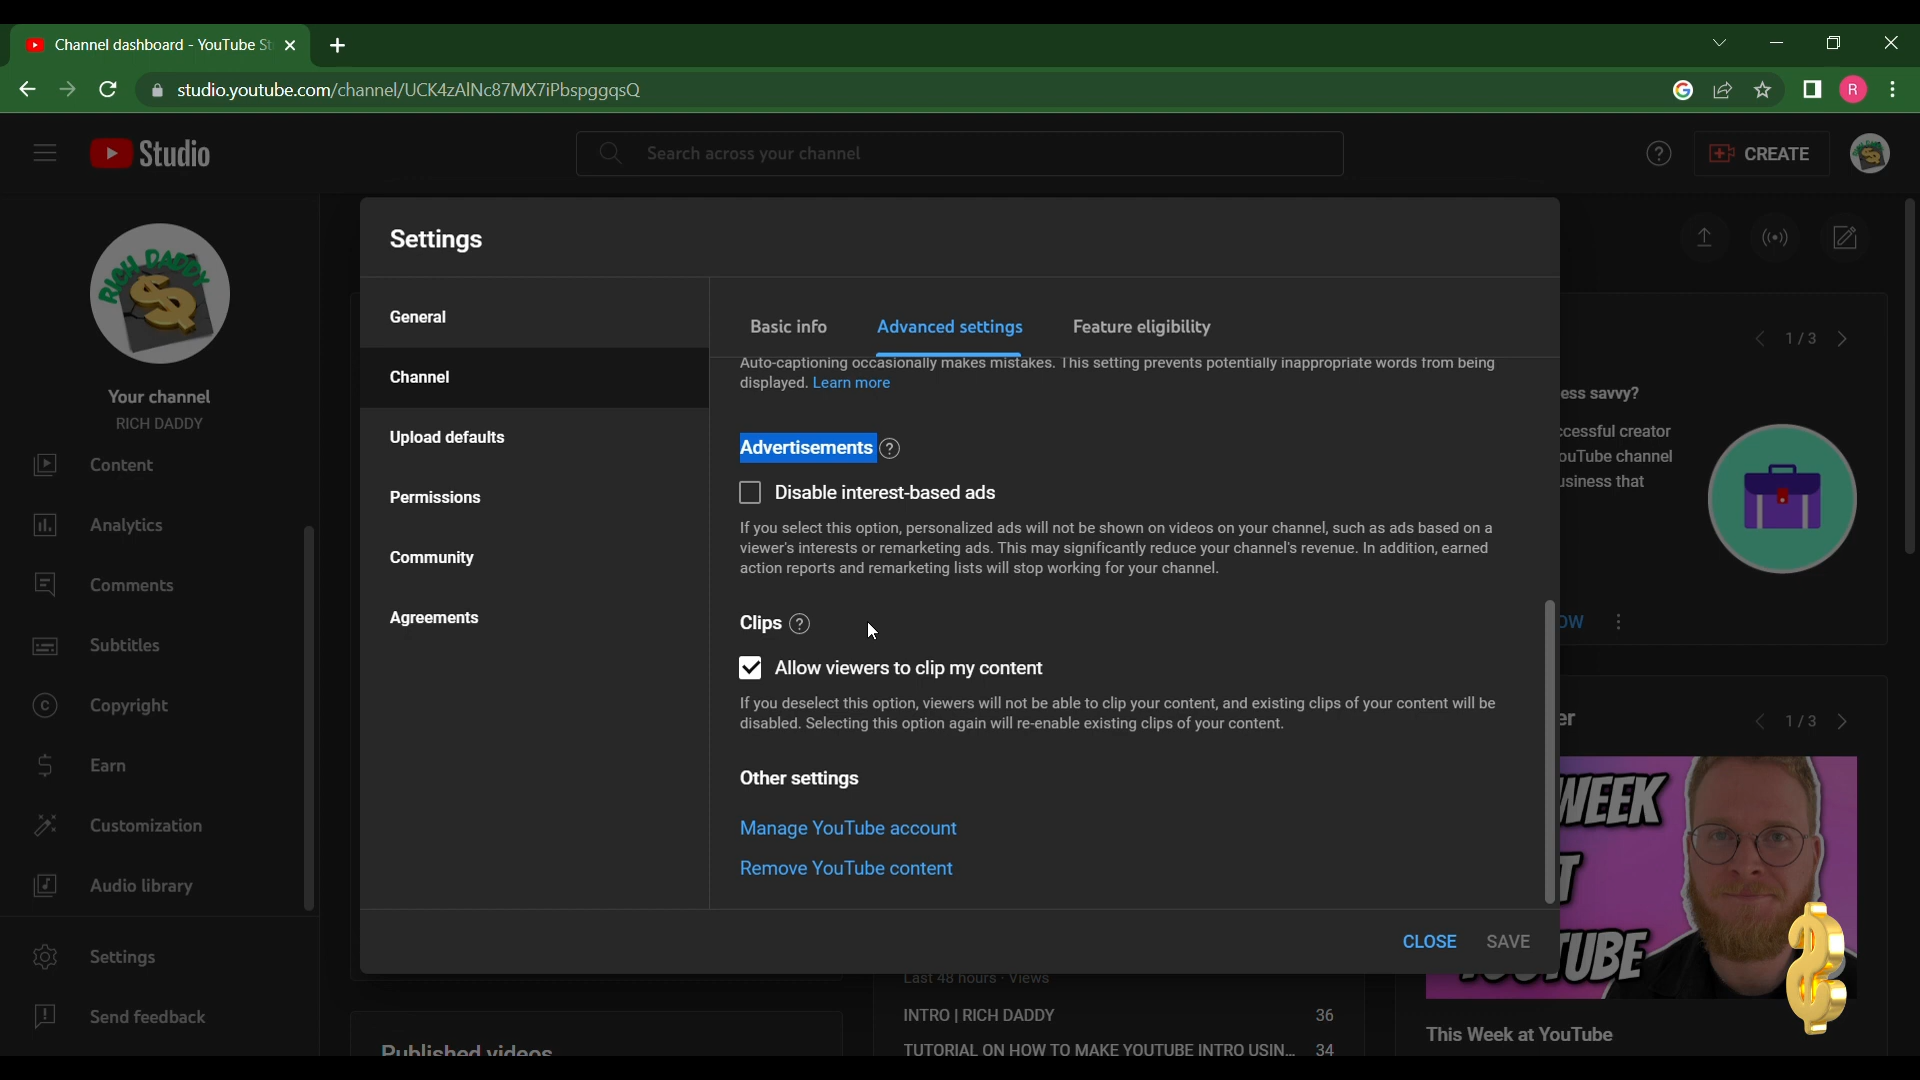 Channel dashboard - YouTube St
studio.youtube.com/channel/UCK4zAlNc87MX7iPbspggqsQ
R
Studio
Search across your channel
CREATE
RICH DADDY
Your channel
RICH DADDY
Content
Analytics
Comments
Subtitles
Copyright
Earn
Customization
Audio library
Settings
Send feedback
Settings
General
Channel
Upload defaults
Permissions
Community
Agreements
Basic info
Advanced settings
Feature eligibility
Auto-captioning occasionally makes mistakes. This setting prevents potentially inappropriate words from being
displayed. Learn more
Advertisements
Disable interest-based ads
If you select this option, personalized ads will not be shown on videos on your channel, such as ads based on a
viewer's interests or remarketing ads. This may significantly reduce your channel's revenue. In addition, earned
action reports and remarketing lists will stop working for your channel.
Clips
Allow viewers to clip my content
If you deselect this option, viewers will not be able to clip your content, and existing clips of your content will be
disabled. Selecting this option again will re-enable existing clips of your content.
Other settings
Manage YouTube account
Remove YouTube content
CLOSE SAVE
1 / 3
ess savvy?
ccessful creator
ouTube channel
usiness that
OW
er
1 / 3
WEEK
T
TUBE
This Week at YouTube
Last 48 hours · Views
INTRO | RICH DADDY 36
TUTORIAL ON HOW TO MAKE YOUTUBE INTRO USIN... 34
Published videos